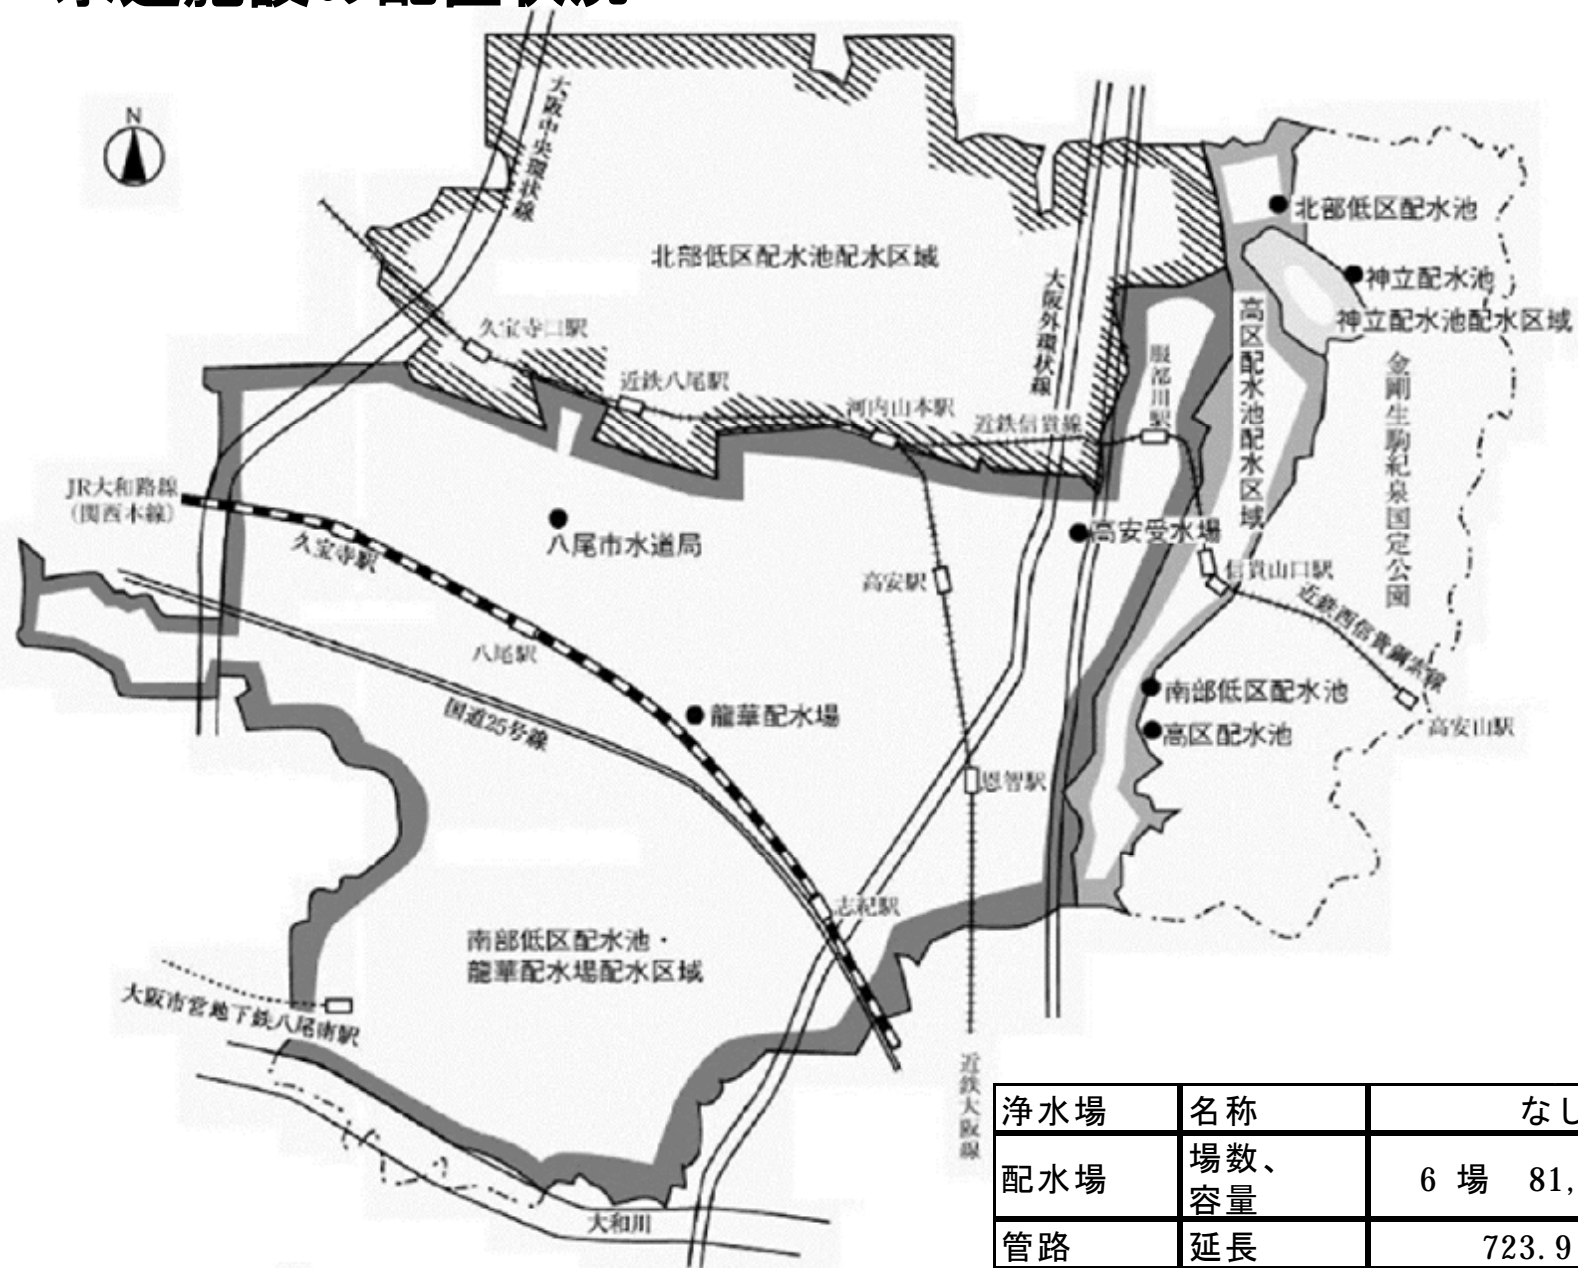 N
大阪中央環状線
北部低区配水池
北部低区配水池配水区域
神立配水池
神立配水池配水区域
大阪外環状線
高区配水池配水区域
久宝寺口駅
服部川駅
金剛生駒紀泉国定公園
近鉄八尾駅
河内山本駅
近鉄信貴線
JR大和路線
(関西本線)
八尾市水道局
高安受水場
久宝寺駅
高安駅
信貴山口駅
近鉄西信貴鋼索線
八尾駅
南部低区配水池
国道25号線
龍華配水場
高区配水池
高安山駅
恩智駅
志紀駅
南部低区配水池・
龍華配水場配水区域
大阪市営地下鉄八尾南駅
近鉄大阪線
大和川
浄水場 名称 なし
配水場 場数、
容量 6 場 81,
管路 延長 723.9